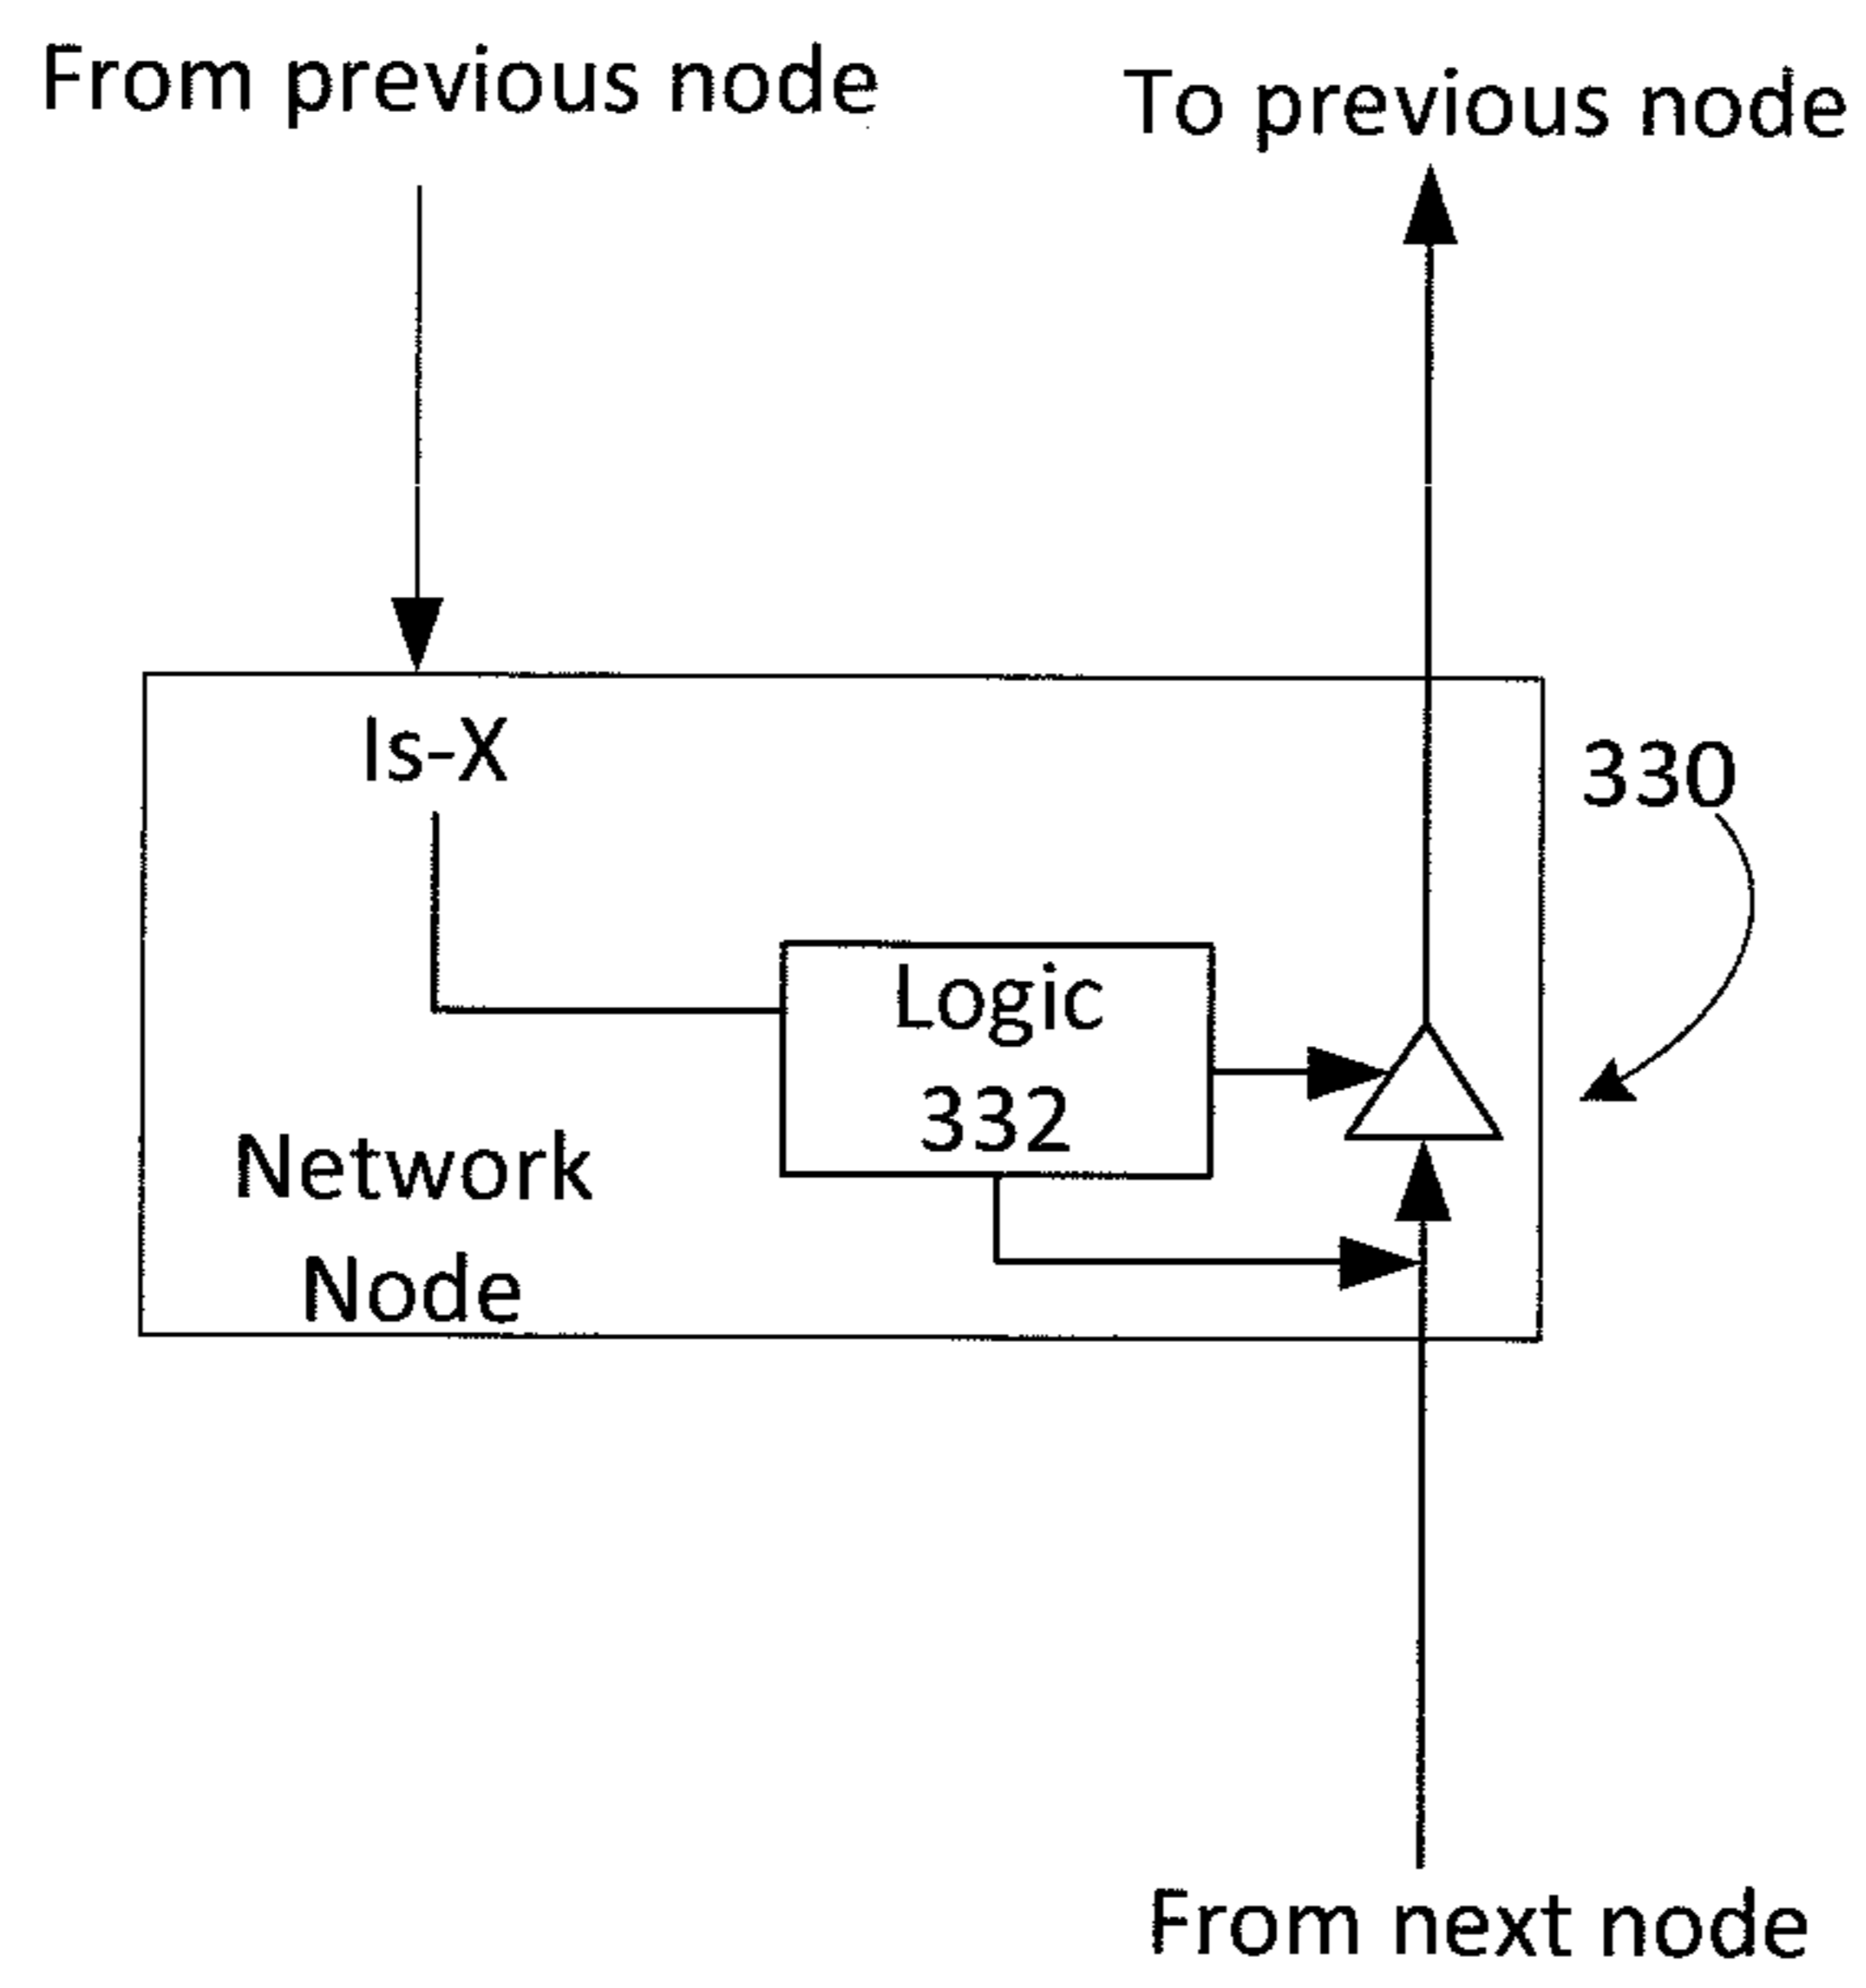 From previous node
To previous node
Is-X
330
Logic
332
Network
Node
From next node